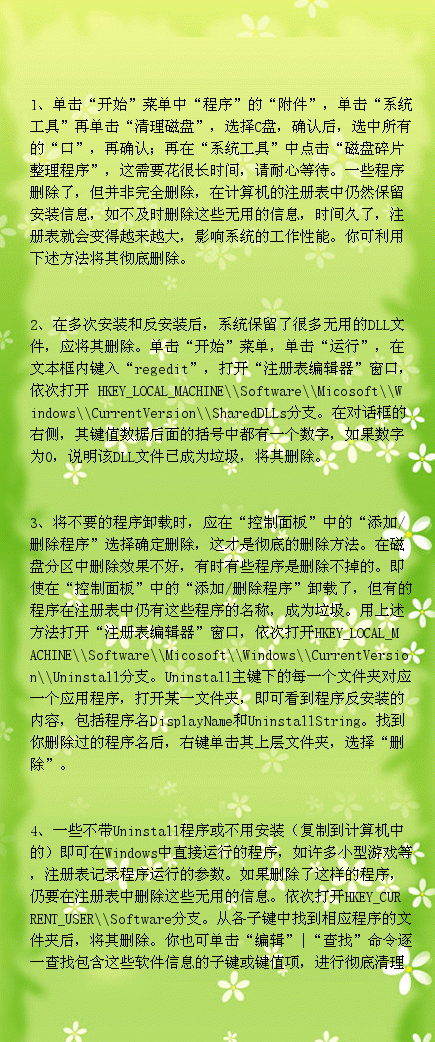 1、单击“开始”菜单中“程序”的“附件”，单击“系统
工具”再单击“清理磁盘”，选择C盘，确认后，选中所有
的“口”，再确认；再在“系统工具”中点击“磁盘碎片
整理程序”，这需要花很长时间，请耐心等待。一些程序
删除了，但并非完全删除，在计算机的注册表中仍然保留
安装信息，如不及时删除这些无用的信息，时间久了，注
册表就会变得越来越大，影响系统的工作性能。你可利用
下述方法将其彻底删除。
2、在多次安装和反安装后，系统保留了很多无用的DLL文
件，应将其删除。单击“开始”菜单，单击“运行”，在
文本框内键入“regedit”，打开“注册表编辑器”窗口，
依次打开 HKEY_LOCAL_MACHINE\\Software\\Micosoft\\W
indows\\CurrentVersion\\SharedDLLs分支。在对话框的
右侧，其键值数据后面的括号中都有一个数字，如果数字
为0，说明该DLL文件已成为垃圾，将其删除。
3、将不要的程序卸载时，应在“控制面板”中的“添加/
删除程序”选择确定删除，这才是彻底的删除方法。在磁
盘分区中删除效果不好，有时有些程序是删除不掉的。即
使在“控制面板”中的“添加/删除程序”卸载了，但有的
程序在注册表中仍有这些程序的名称，成为垃圾。用上述
方法打开“注册表编辑器”窗口，依次打开HKEY_LOCAL_M
ACHINE\\Software\\Micosoft\\Windows\\CurrentVersio
n\\Uninstall分支。Uninstall主键下的每一个文件夹对应
一个应用程序，打开某一文件夹，即可看到程序反安装的
内容，包括程序名DisplayName和UninstallString。找到
你删除过的程序名后，右键单击其上层文件夹，选择“删
除”。
4、一些不带Uninstall程序或不用安装（复制到计算机中
的）即可在Windows中直接运行的程序，如许多小型游戏等
，注册表记录程序运行的参数。如果删除了这样的程序，
仍要在注册表中删除这些无用的信息。依次打开HKEY_CUR
RENT_USER\\Software分支。从各子键中找到相应程序的文
件夹后，将其删除。你也可单击“编辑”|“查找”命令逐
一查找包含这些软件信息的子键或键值项，进行彻底清理